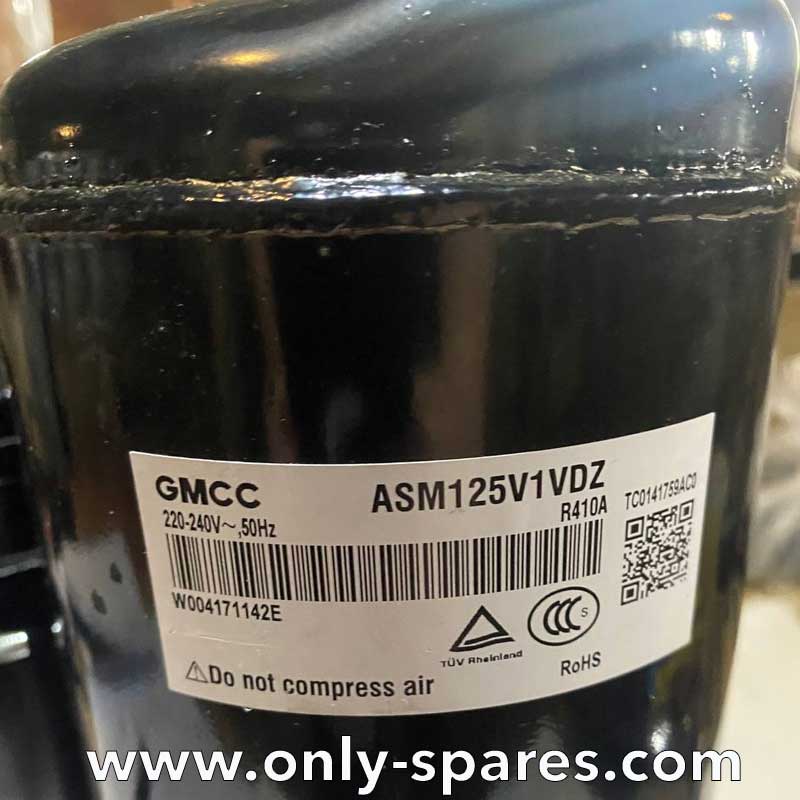 GMCC
ASM125V1VDZ
220-240V～,50Hz
R410A
TC0141759AC0
W004171142E
TÜV Rheinland
CCC S
RoHS
⚠Do not compress air
www.only-spares.com